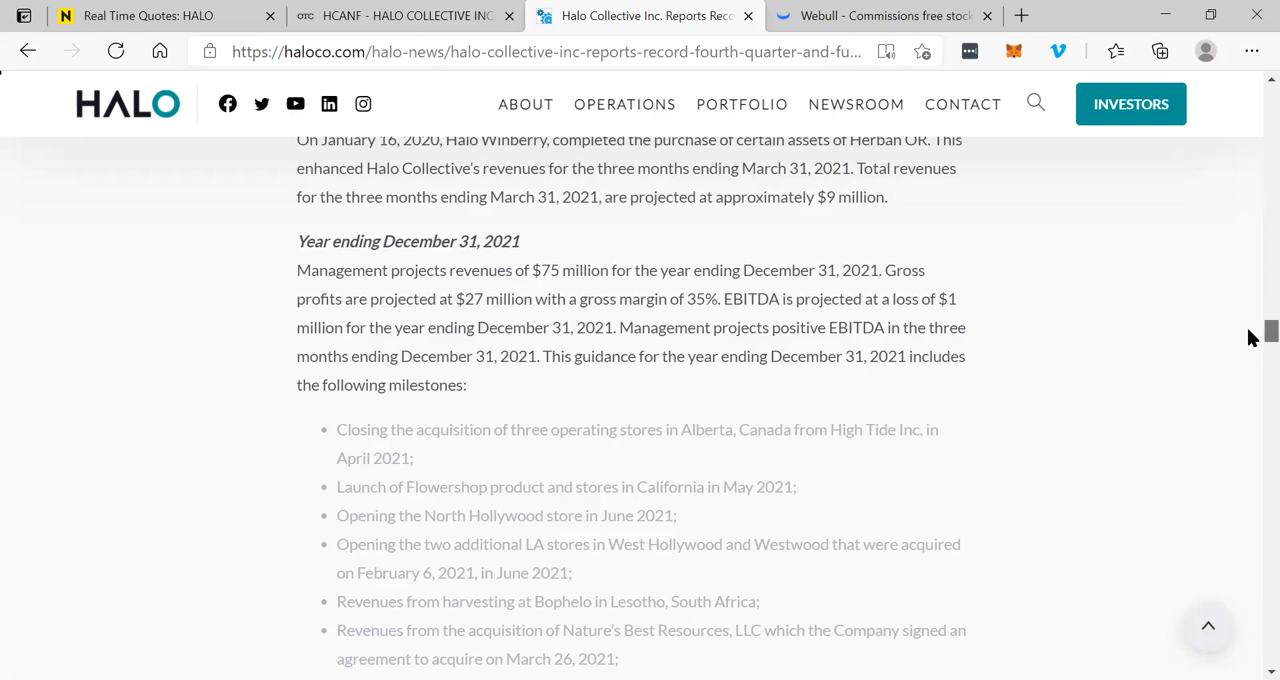 Real Time Quotes: HALO
OTC HCANF - HALO COLLECTIVE INC.
Halo Collective Inc. Reports Reco
Webull - Commissions free stock
https://haloco.com/halo-news/halo-collective-inc-reports-record-fourth-quarter-and-fu...
HALO
ABOUT OPERATIONS PORTFOLIO NEWSROOM CONTACT INVESTORS
On January 16, 2020, Halo Winberry, completed the purchase of certain assets of Herban OR. This
enhanced Halo Collective's revenues for the three months ending March 31, 2021. Total revenues
for the three months ending March 31, 2021, are projected at approximately $9 million.
Year ending December 31, 2021
Management projects revenues of $75 million for the year ending December 31, 2021. Gross
profits are projected at $27 million with a gross margin of 35%. EBITDA is projected at a loss of $1
million for the year ending December 31, 2021. Management projects positive EBITDA in the three
months ending December 31, 2021. This guidance for the year ending December 31, 2021 includes
the following milestones:
• Closing the acquisition of three operating stores in Alberta, Canada from High Tide Inc. in
April 2021;
• Launch of Flowershop product and stores in California in May 2021;
• Opening the North Hollywood store in June 2021;
• Opening the two additional LA stores in West Hollywood and Westwood that were acquired
on February 6, 2021, in June 2021;
• Revenues from harvesting at Bophelo in Lesotho, South Africa;
• Revenues from the acquisition of Nature's Best Resources, LLC which the Company signed an
agreement to acquire on March 26, 2021;